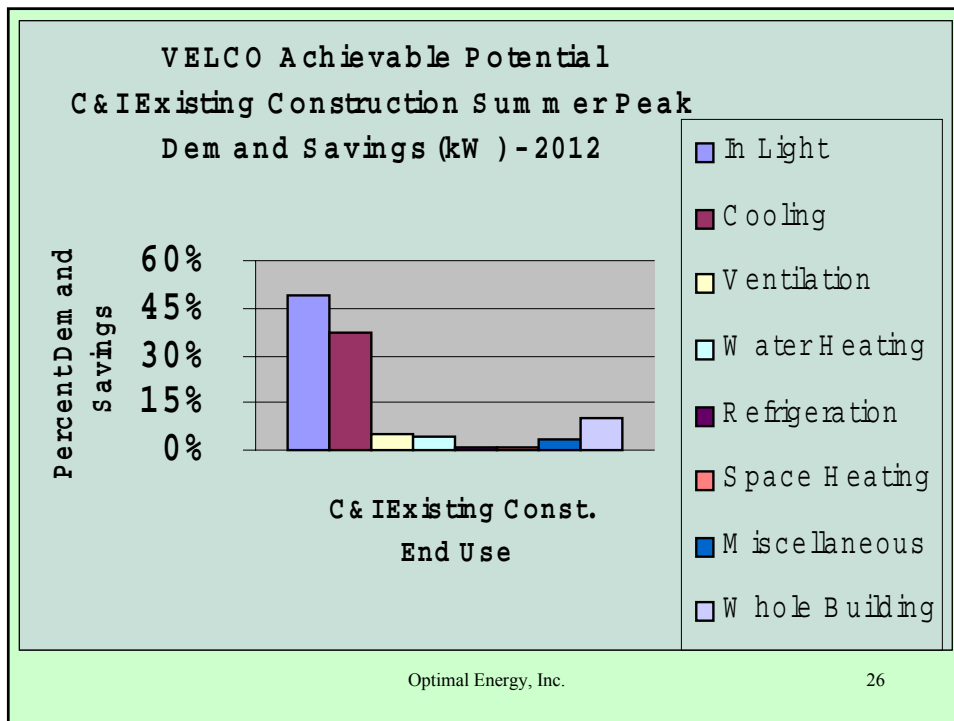 VELCO Achievable Potential
C&I Existing Construction Summer Peak
Demand Savings (kW) - 2012
Percent Demand
Savings
60%
45%
30%
15%
0%
C&I Existing Const.
End Use
In Light
Cooling
Ventilation
Water Heating
Refrigeration
Space Heating
Miscellaneous
Whole Building
Optimal Energy, Inc.
26